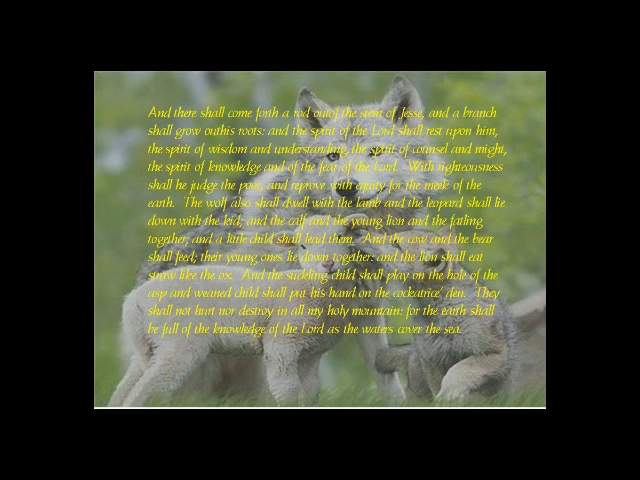 And there shall come forth a rod outof the stem of Jesse, and a branch
shall grow outhis roots: and the spirit of the Lord shall rest upon him,
the spirit of wisdom and understanding, the spirit of counsel and might,
the spirit of knowledge and of the fear of the Lord. With righteousness
shall he judge the poor, and reprove with equity for the meek of the
earth. The wolf also shall dwell with the lamb and the leopard shall lie
down with the kid; and the calf and the young lion and the fatling
together; and a little child shall lead them. And the cow and the bear
shall feed; their young ones lie down together: and the lion shall eat
straw like the ox. And the suckling child shall play on the hole of the
asp and weaned child shall put his hand on the cockatrice' den. They
shall not hurt nor destroy in all my holy mountain: for the earth shall
be full of the knowledge of the Lord as the waters cover the sea.